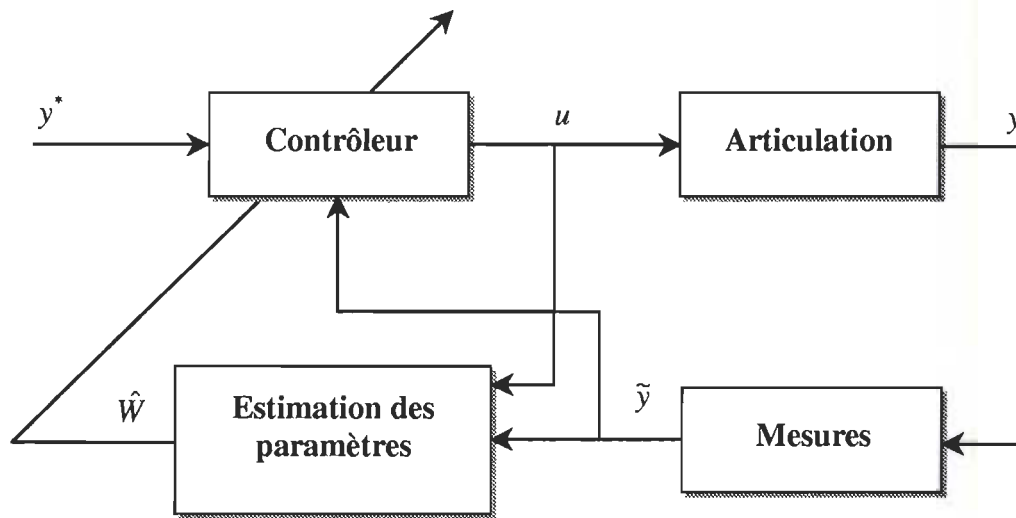 y*
Contrôleur
u
Articulation
y
Ŵ
Estimation des
paramètres
ỹ
Mesures